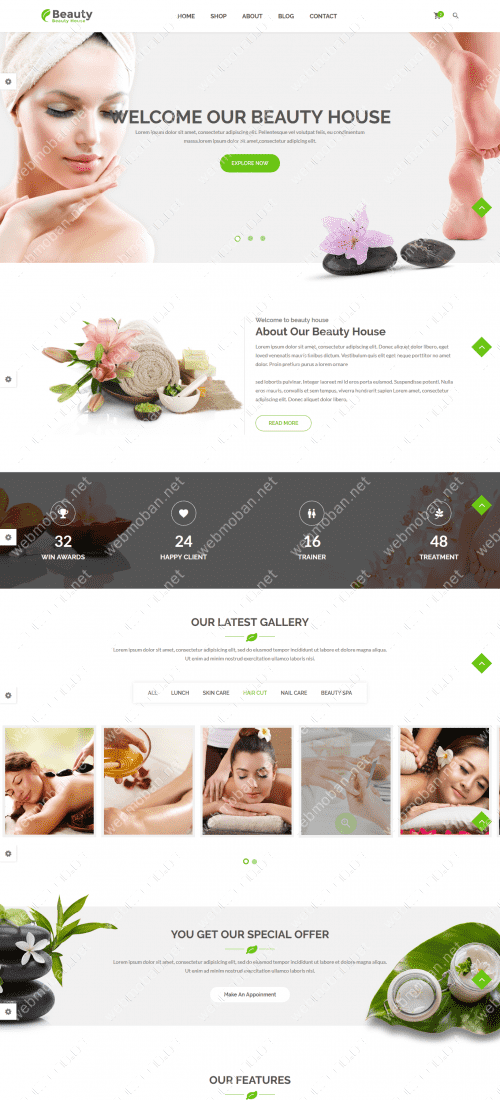 Beauty
Beauty House
HOME SHOP ABOUT BLOG CONTACT
WELCOME OUR BEAUTY HOUSE
Lorem ipsum dolor sit amet, consectetur adipiscing elit. Pellentesque vel volutpat felis, eu condimentum
massa.lorem ipsum dolor sit amet,consectetur adipiscing elit.
EXPLORE NOW
Welcome to beauty house
About Our Beauty House
Lorem ipsum dolor sit amet, consectetur adipiscing elit. Donec aliquet dolor libero, eget
loved venenatis mauris lobus dictum. Vestibulum quis elit eget neque porttitor no amet
dolor. Proin pretium purus a lorem ornare
sed lobortis pulvinar. Integer laoreet mi id eros porta euismod. Suspendisse potenti. Nulla
eros mauris, convallis et sem tempus, viverra hendrerit sapien. Lorem amet, consectetur
adipiscing elit. Donec aliquet dolor libero.
READ MORE
32 24 16 48
WIN AWARDS HAPPY CLIENT TRAINER TREATMENT
OUR LATEST GALLERY
Lorem ipsum dolor sit amet, consectetur adipisicing elit, sed do eiusmod tempor incididunt ut labore et dolore magna aliqua.
Ut enim ad minim nostrud exercitation ullamco laboris nisi.
ALL LUNCH SKIN CARE HAIR CUT NAIL CARE BEAUTY SPA
YOU GET OUR SPECIAL OFFER
Lorem ipsum dolor sit amet, consectetur adipisicing elit, sed do eiusmod tempor incididunt ut labore et dolore magna aliqua.
Ut enim ad minim nostrud exercitation ullamco laboris nisi.
Make An Appoinment
OUR FEATURES
webmoban.net